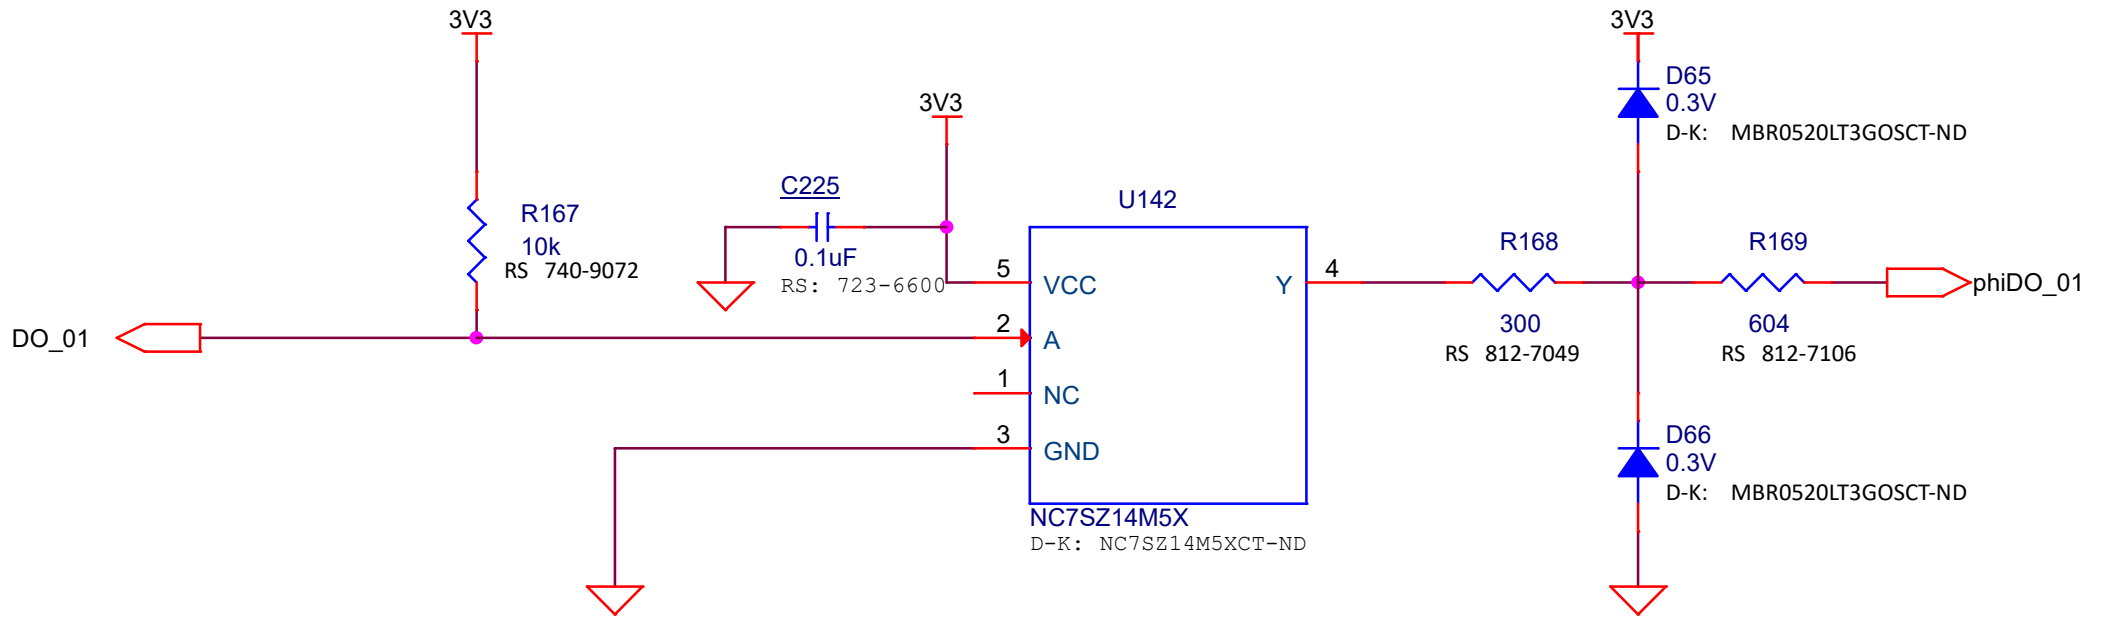 3V3
3V3
D65
0.3V
D-K: MBR0520LT3GOSCT-ND
3V3
C225
0.1uF
RS: 723-6600
U142
R167
10k
RS 740-9072
R168
300
RS 812-7049
R169
604
RS 812-7106
5
VCC
Y
4
phiDO_01
DO_01
2
A
1
NC
3
GND
D66
0.3V
D-K: MBR0520LT3GOSCT-ND
NC7SZ14M5X
D-K: NC7SZ14M5XCT-ND